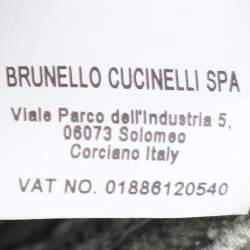 BRUNELLO CUCINELLI SPA
Viale Parco dell'Industria 5,
06073 Solomeo
Corciano Italy
VAT NO. 01886120540